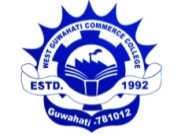 WEST GUWAHATI COMMERCE COLLEGE
ESTD. 1992
Guwahati -781012